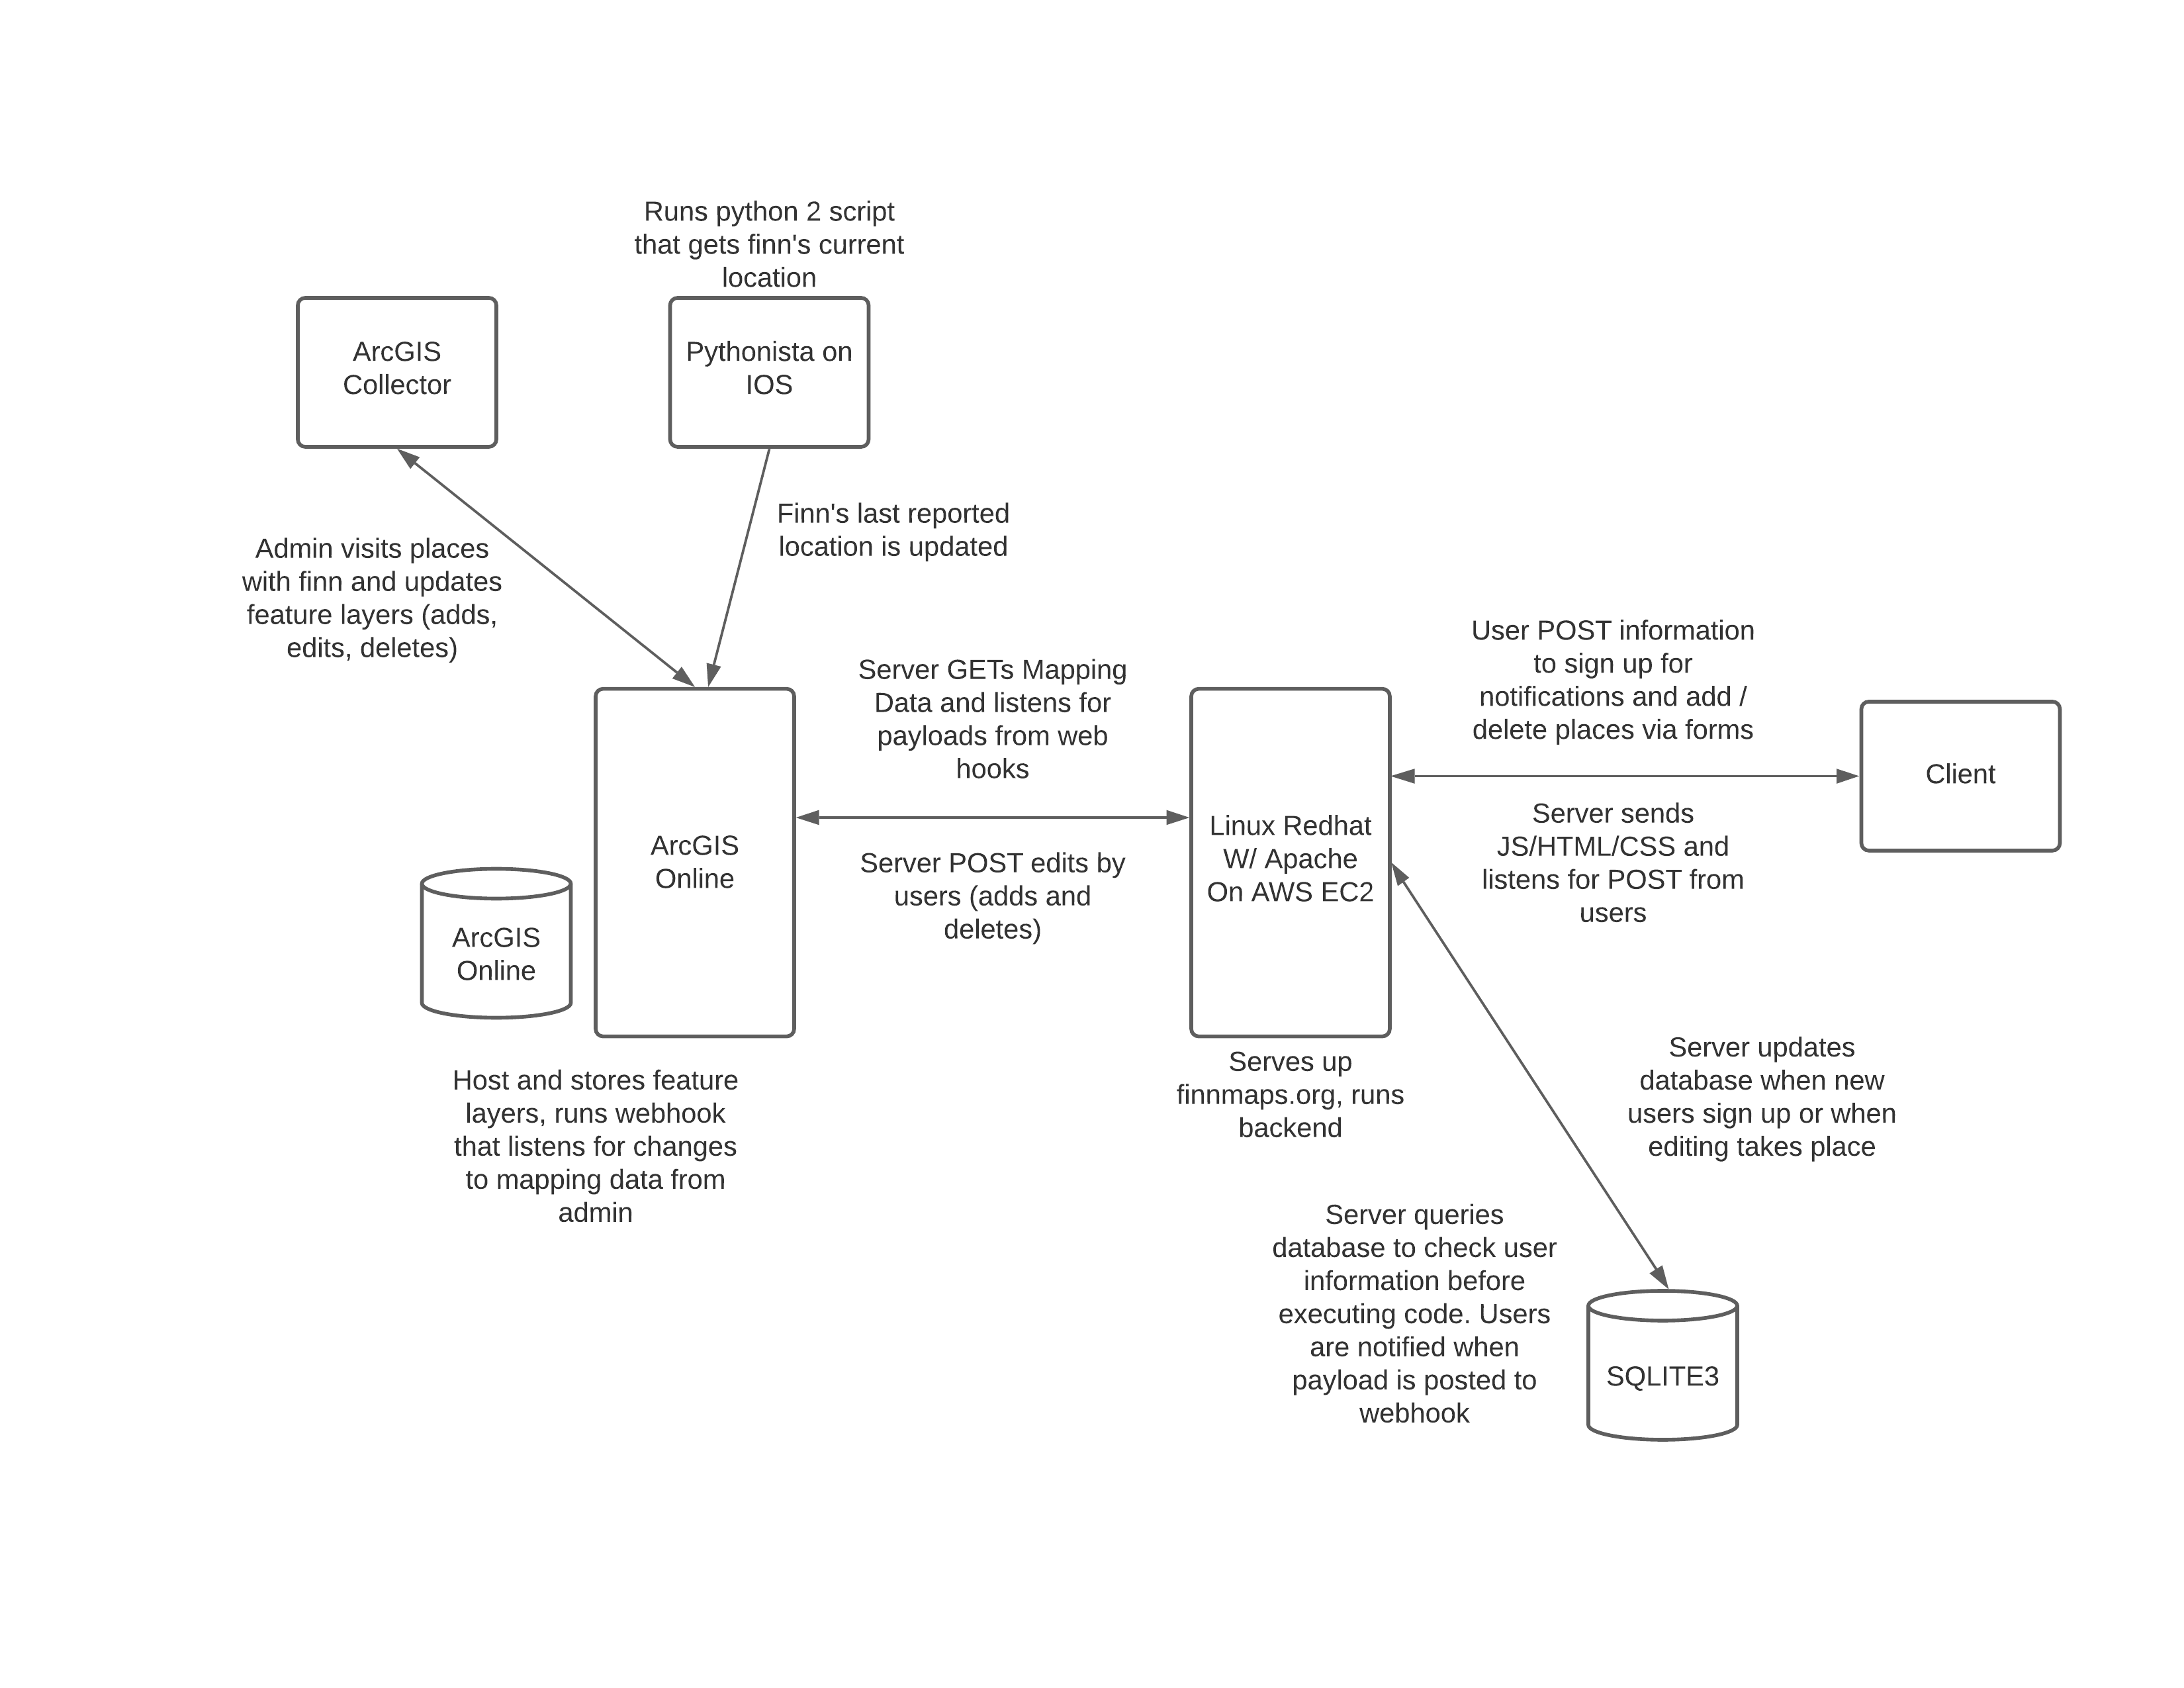 Runs python 2 script
that gets finn's current
location
ArcGIS
Collector
Pythonista on
IOS
Finn's last reported
location is updated
Admin visits places
with finn and updates
feature layers (adds,
edits, deletes)
Server GETs Mapping
Data and listens for
payloads from web
hooks
User POST information
to sign up for
notifications and add /
delete places via forms
Client
ArcGIS
Online
Linux Redhat
W/ Apache
On AWS EC2
Server sends
JS/HTML/CSS and
listens for POST from
users
Server POST edits by
users (adds and
deletes)
ArcGIS
Online
Host and stores feature
layers, runs webhook
that listens for changes
to mapping data from
admin
Serves up
finnmaps.org, runs
backend
Server updates
database when new
users sign up or when
editing takes place
Server queries
database to check user
information before
executing code. Users
are notified when
payload is posted to
webhook
SQLITE3